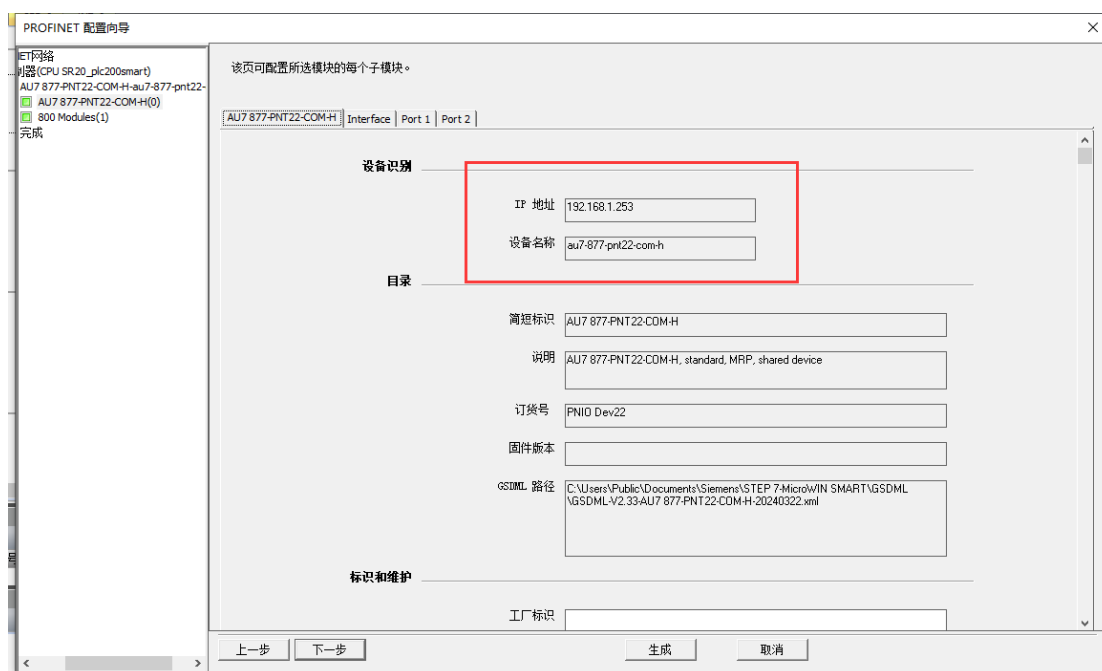 PROFINET 配置向导
ET网络
制器(CPU SR20_plc200smart)
AU7 877-PNT22-COM-H-au7-877-pnt22-
AU7 877-PNT22-COM-H(0)
800 Modules(1)
完成
该页可配置所选模块的每个子模块。
AU7 877-PNT22-COM-H Interface Port 1 Port 2
设备识别
IP 地址 192.168.1.253
设备名称 au7-877-pnt22-com-h
目录
简短标识 AU7 877-PNT22-COM-H
说明 AU7 877-PNT22-COM-H, standard, MRP, shared device
订货号 PNIO Dev22
固件版本
GSDML 路径 C:\Users\Public\Documents\Siemens\STEP 7-MicroWIN SMART\GSDML
\GSDML-V2.33-AU7 877-PNT22-COM-H-20240322.xml
标识和维护
工厂标识
上一步 下一步 生成 取消